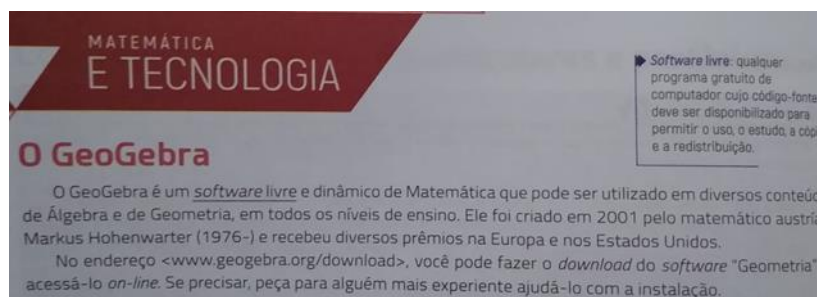 MATEMÁTICA
E TECNOLOGIA
Software livre: qualquer
programa gratuito de
computador cujo código-fonte
deve ser disponibilizado para
permitir o uso, o estudo, a
e a redistribuição.
O GeoGebra
O GeoGebra é um software livre e dinâmico de Matemática que pode ser utilizado em diversos
de Álgebra e de Geometria, em todos os níveis de ensino. Ele foi criado em 2001 pelo matemático
Markus Hohenwarter (1976-) e recebeu diversos prêmios na Europa e nos Estados Unidos.
No endereço <www.geogebra.org/download>, você pode fazer o download do software "Geometria"
acessá-lo on-line. Se precisar, peça para alguém mais experiente ajudá-lo com a instalação.